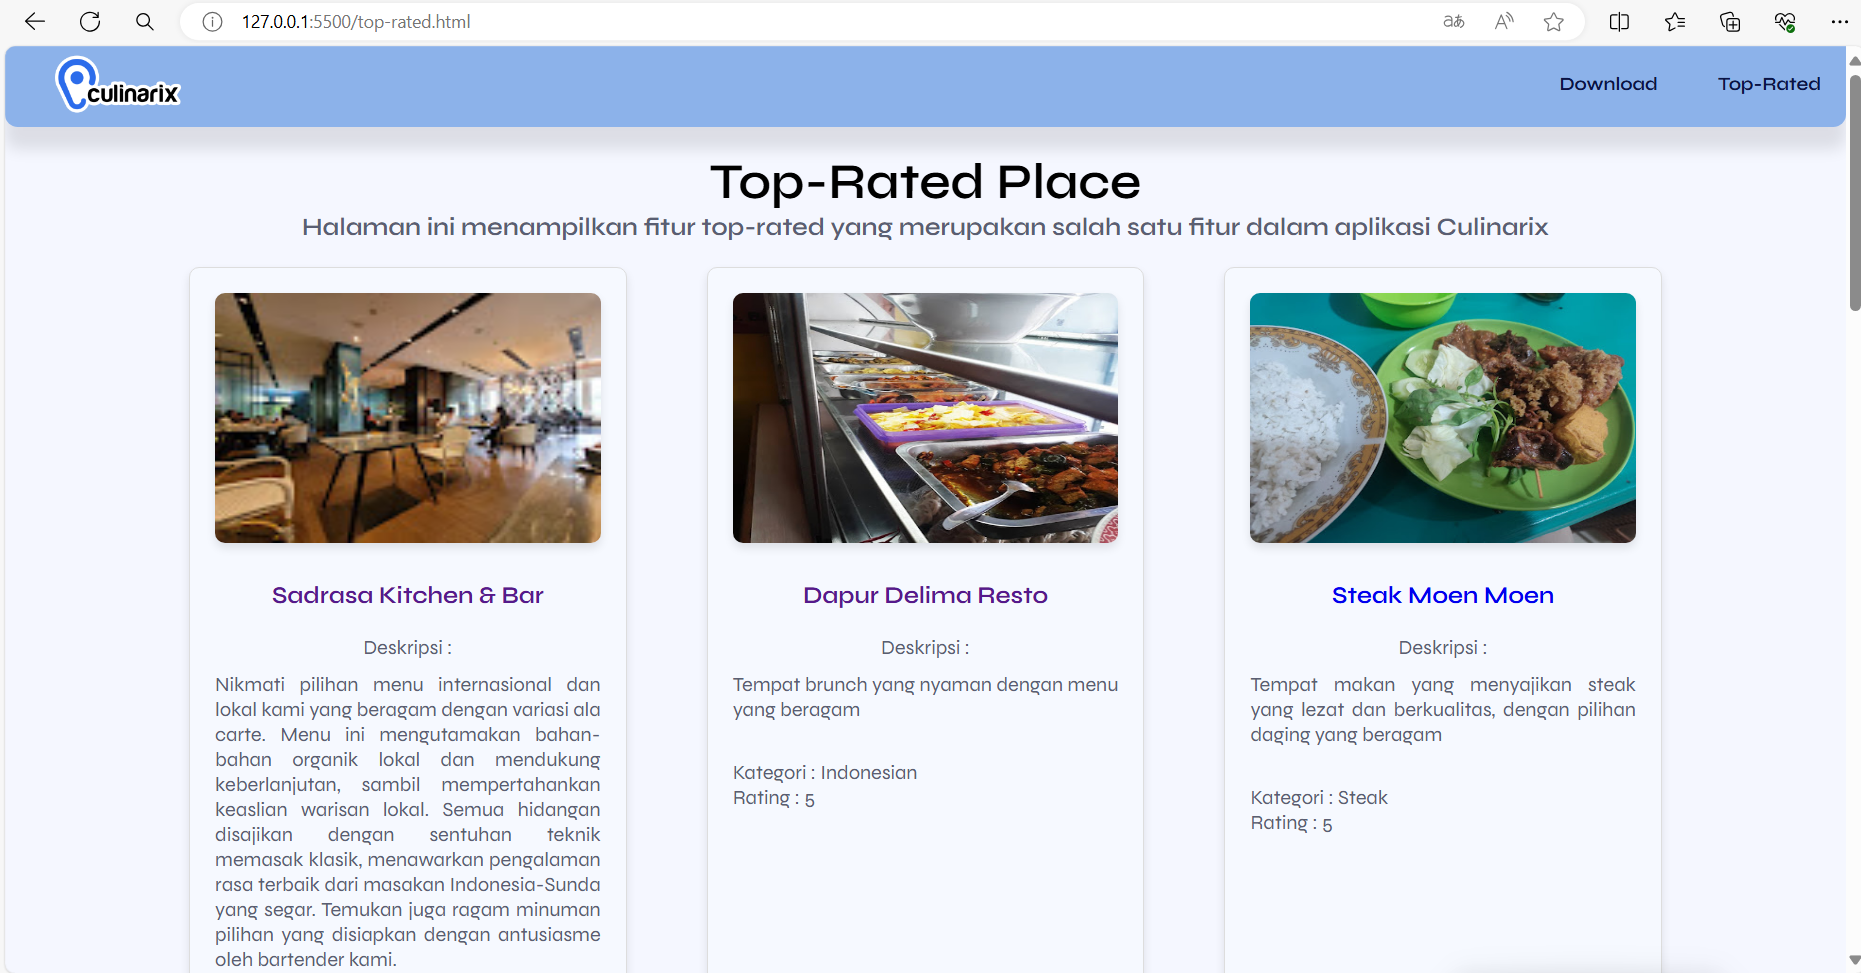 127.0.0.1:5500/top-rated.html
culinarix
Download
Top-Rated
Top-Rated Place
Halaman ini menampilkan fitur top-rated yang merupakan salah satu fitur dalam aplikasi Culinarix
Sadrasa Kitchen & Bar
Deskripsi :
Nikmati pilihan menu internasional dan
lokal kami yang beragam dengan variasi ala
carte. Menu ini mengutamakan bahan-
bahan organik lokal dan mendukung
keberlanjutan, sambil mempertahankan
keaslian warisan lokal. Semua hidangan
disajikan dengan sentuhan teknik
memasak klasik, menawarkan pengalaman
rasa terbaik dari masakan Indonesia-Sunda
yang segar. Temukan juga ragam minuman
pilihan yang disiapkan dengan antusiasme
oleh bartender kami.
Dapur Delima Resto
Deskripsi :
Tempat brunch yang nyaman dengan menu
yang beragam
Kategori : Indonesian
Rating : 5
Steak Moen Moen
Deskripsi :
Tempat makan yang menyajikan steak
yang lezat dan berkualitas, dengan pilihan
daging yang beragam
Kategori : Steak
Rating : 5